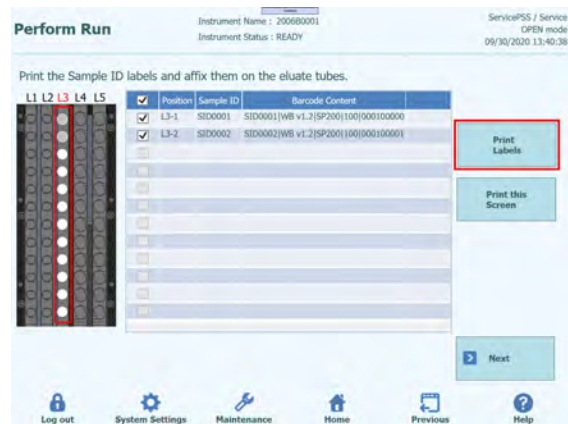 Perform Run
Instrument Name : 200680001
Instrument Status : READY
ServicePSS / Service
OPEN mode
09/30/2020 13:40:38
Print the Sample ID labels and affix them on the eluate tubes.
L1 L2 L3 L4 L5
Position Sample ID Barcode Content
L3-1 SID0001 SID0001|WB v1.2|SP200|100|000100000
L3-2 SID0002 SID0002|WB v1.2|SP200|100|000100001
Print
Labels
Print this
Screen
Next
Log out System Settings Maintenance Home Previous Help